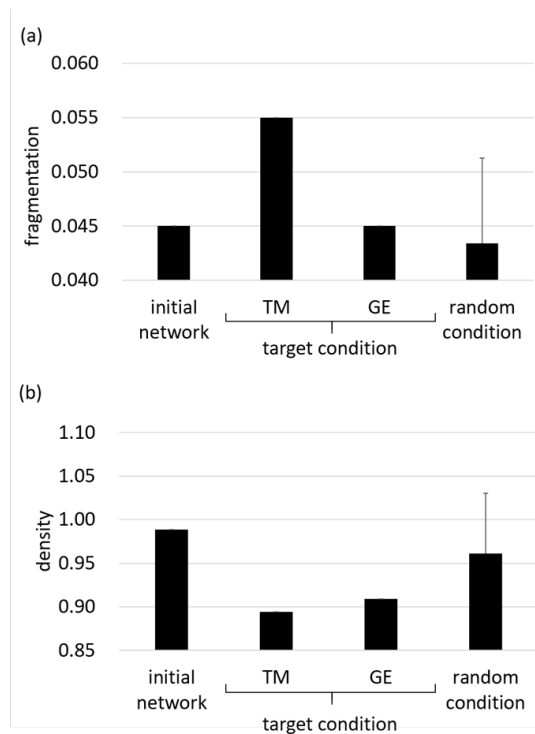 (a)
0.060
0.055
0.050
0.045
0.040
fragmentation
initial network
TM
GE
random condition
target condition
(b)
1.10
1.05
1.00
0.95
0.90
0.85
density
initial network
TM
GE
random condition
target condition